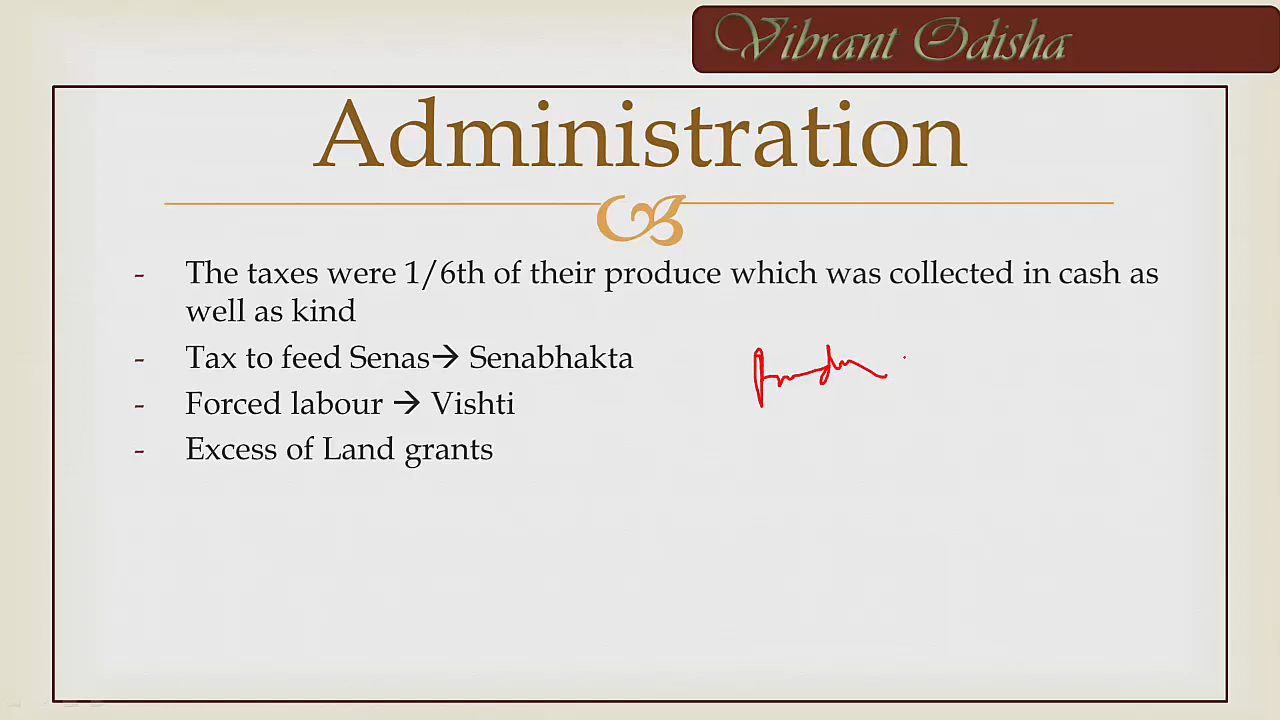 Vibrant Odisha
Administration
- The taxes were 1/6th of their produce which was collected in cash as
well as kind
- Tax to feed Senas→ Senabhakta
- Forced labour → Vishti
- Excess of Land grants